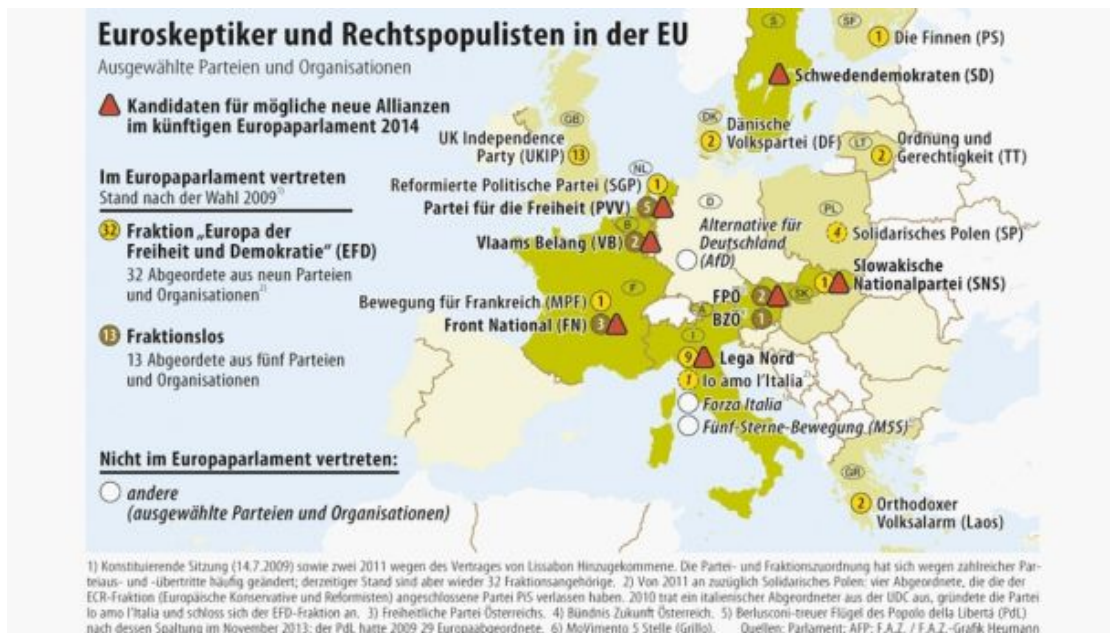 Euroskeptiker und Rechtspopulisten in der EU
Ausgewählte Parteien und Organisationen
Kandidaten für mögliche neue Allianzen
im künftigen Europaparlament 2014
Im Europaparlament vertreten
Stand nach der Wahl 2009
32 Fraktion „Europa der
Freiheit und Demokratie“ (EFD)
32 Abgeordete aus neun Parteien
und Organisationen 2)
13 Fraktionslos
13 Abgeordete aus fünf Parteien
und Organisationen
Nicht im Europaparlament vertreten:
andere
(ausgewählte Parteien und Organisationen)
S
SF
1 Die Finnen (PS)
Schwedendemokraten (SD)
GB
UK Independence
Party (UKIP) 13
DK
Dänische
2 Volkspartei (DF)
LT
Ordnung und
2 Gerechtigkeit (TT)
NL
Reformierte Politische Partei (SGP) 1
Partei für die Freiheit (PVV) 5
B
Vlaams Belang (VB) 2
D
Alternative für
Deutschland
(AfD)
PL
4 Solidarisches Polen (SP)
Slowakische
1 Nationalpartei (SNS)
SK
F
Bewegung für Frankreich (MPF) 1
Front National (FN) 3
A
FPÖ 2
BZÖ 1
I
9 Lega Nord
1 Io amo l'Italia
Forza Italia
Fünf-Sterne-Bewegung (M5S)
GR
2 Orthodoxer
Volksalarm (Laos)
1) Konstituierende Sitzung (14.7.2009) sowie zwei 2011 wegen des Vertrages von Lissabon Hinzugekommene. Die Partei- und Fraktionszuordnung hat sich wegen zahlreicher Par-
teiaus- und -übertritte häufig geändert; derzeitiger Stand sind aber wieder 32 Fraktionsangehörige. 2) Von 2011 an zuzüglich Solidarisches Polen: vier Abgeordnete, die die der
ECR-Fraktion (Europäische Konservative und Reformisten) angeschlossene Partei PiS verlassen haben. 2010 trat ein italienischer Abgeordneter aus der UDC aus, gründete die Partei
Io amo l'Italia und schloss sich der EFD-Fraktion an. 3) Freiheitliche Partei Österreichs. 4) Bündnis Zukunft Österreich. 5) Berlusconi-treuer Flügel des Popolo della Libertá (PdL)
nach dessen Spaltung im November 2013; der PdL hatte 2009 29 Europaabgeordnete. 6) MoVimento 5 Stelle (Grillo). Quellen: Parlament; AFP; F.A.Z. / F.A.Z.-Grafik Heumann